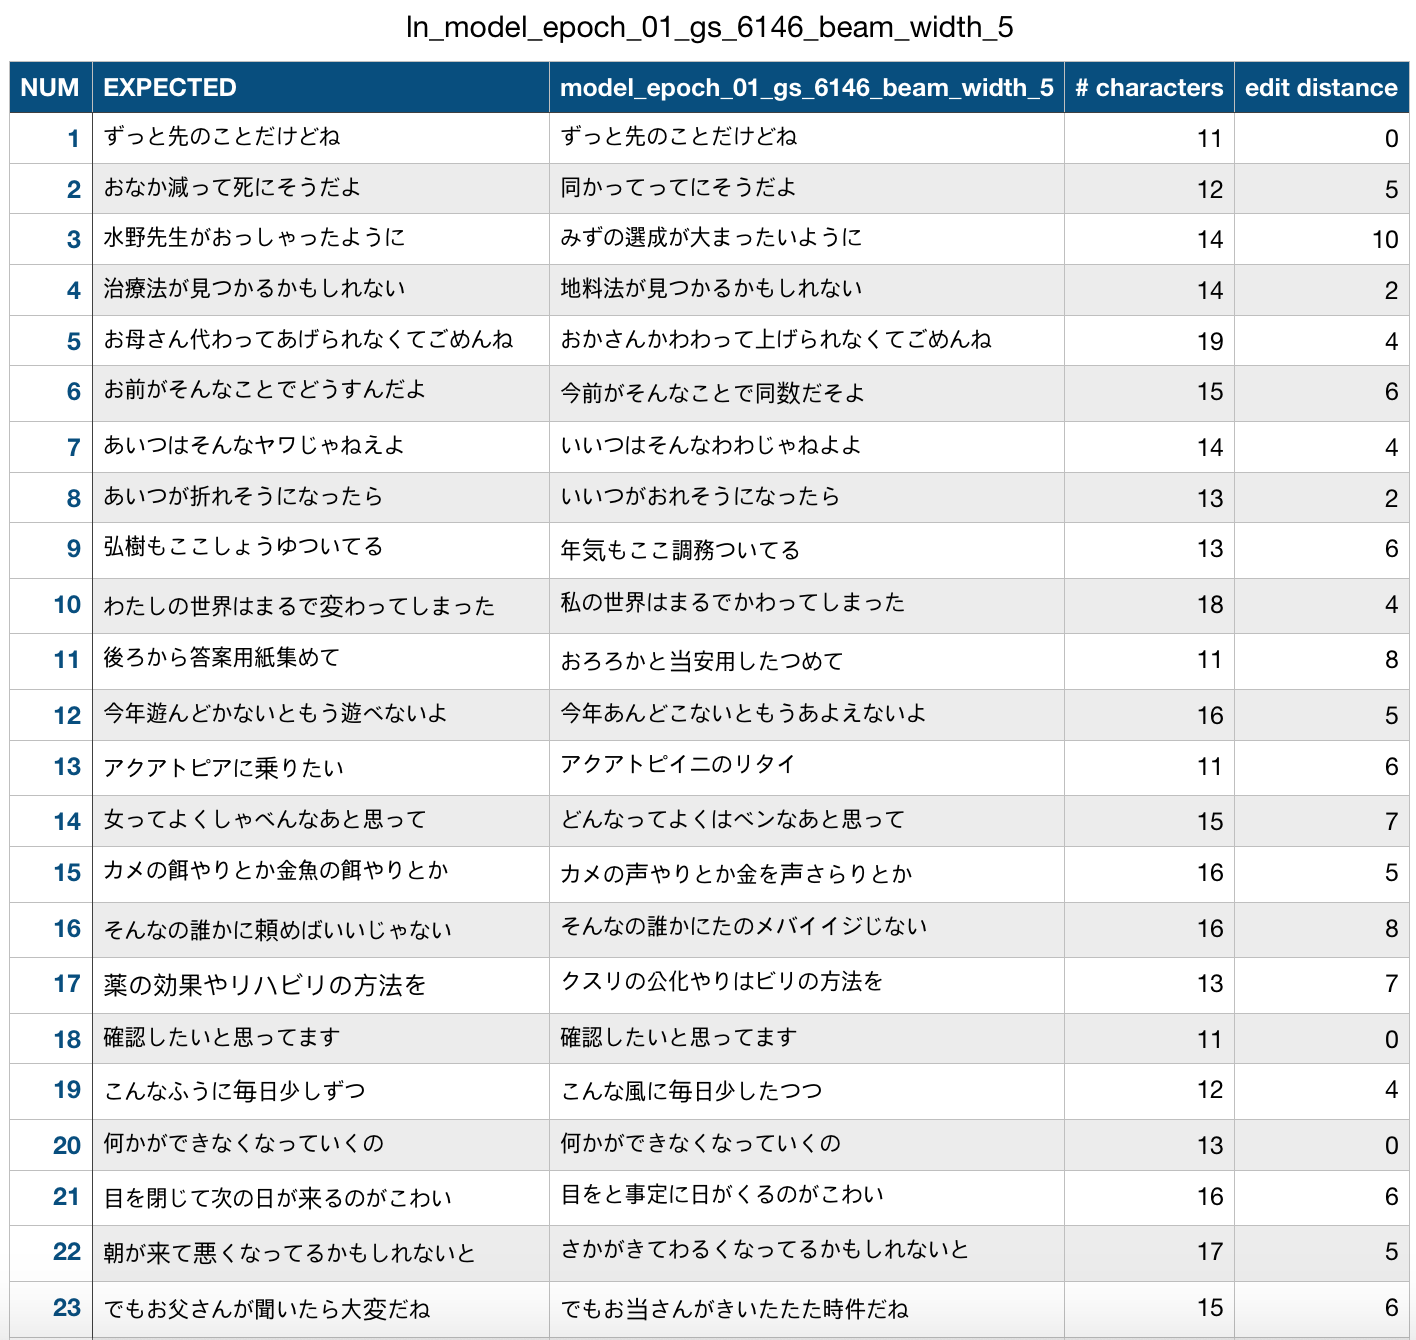 ln_model_epoch_01_gs_6146_beam_width_5
NUM EXPECTED model_epoch_01_gs_6146_beam_width_5 # characters edit distance
1 ずっと先のことだけどね ずっと先のことだけどね 11 0
2 おなか減って死にそうだよ 同かってってにそうだよ 12 5
3 水野先生がおっしゃったように みずの選成が大まったいように 14 10
4 治療法が見つかるかもしれない 地料法が見つかるかもしれない 14 2
5 お母さん代わってあげられなくてごめんね おかさんかわわって上げられなくてごめんね 19 4
6 お前がそんなことでどうすんだよ 今前がそんなことで同数だそよ 15 6
7 あいつはそんなヤワじゃねえよ いいつはそんなわわじゃねよよ 14 4
8 あいつが折れそうになったら いいつがおれそうになったら 13 2
9 弘樹もここしょうゆついてる 年気もここ調務ついてる 13 6
10 わたしの世界はまるで変わってしまった 私の世界はまるでかわってしまった 18 4
11 後ろから答案用紙集めて おろろかと当安用したつめて 11 8
12 今年遊んどかないともう遊べないよ 今年あんどこないともうあよえないよ 16 5
13 アクアトピアに乗りたい アクアトピイニのリタイ 11 6
14 女ってよくしゃべんなあと思って どんなってよくはベンなあと思って 15 7
15 カメの餌やりとか金魚の餌やりとか カメの声やりとか金を声さらりとか 16 5
16 そんなの誰かに頼めばいいじゃない そんなの誰かにたのメバイイジじない 16 8
17 薬の効果やリハビリの方法を クスリの公化やりはビリの方法を 13 7
18 確認したいと思ってます 確認したいと思ってます 11 0
19 こんなふうに毎日少しずつ こんな風に毎日少したつつ 12 4
20 何かができなくなっていくの 何かができなくなっていくの 13 0
21 目を閉じて次の日が来るのがこわい 目をと事定に日がくるのがこわい 16 6
22 朝が来て悪くなってるかもしれないと さかがきてわるくなってるかもしれないと 17 5
23 でもお父さんが聞いたら大変だね でもお当さんがきいたたた時件だね 15 6